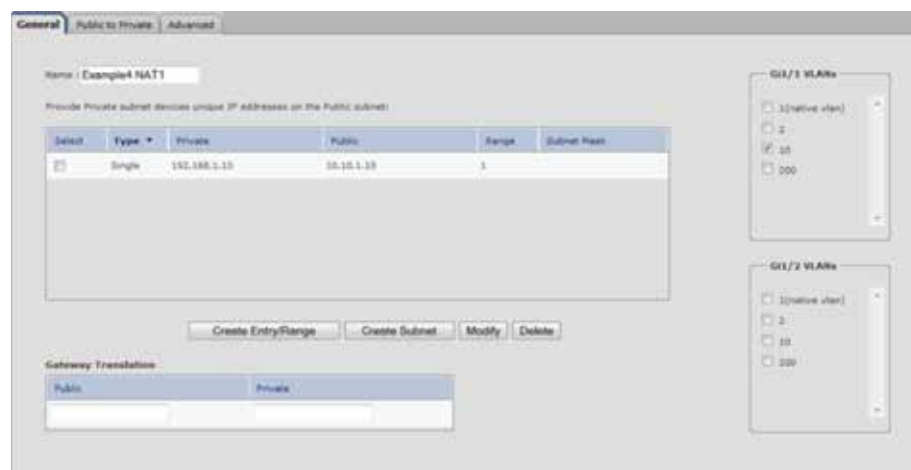 General Public to Private Advanced
Name : Example4 NAT1
Provide Private subnet devices unique IP addresses on the Public subnet:
Select Type Private Public Range Subnet Mask
Single 192.168.1.10 10.10.1.10 1
Create Entry/Range Create Subnet Modify Delete
Gateway Translation
Public Private
Gi1/1 VLANs
1(native vlan)
2
10
200
Gi1/2 VLANs
1(native vlan)
2
10
200